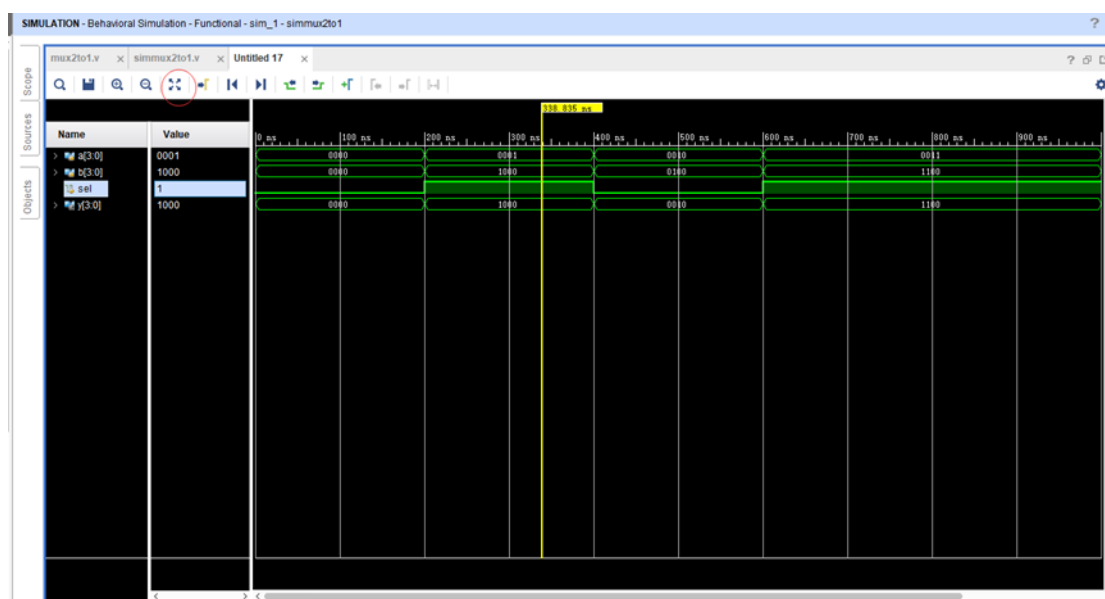 SIMULATION - Behavioral Simulation - Functional - sim_1 - simmux2to1 ?
mux2to1.v x simmux2to1.v x Untitled 17 x ?
Scope
Sources
Objects
338.835 ns
Name Value 0 ns 100 ns 200 ns 300 ns 400 ns 500 ns 600 ns 700 ns 800 ns 900 ns
a[3:0] 0001 0000 0001 0010 0011
b[3:0] 1000 0000 1000 0100 1100
sel 1
y[3:0] 1000 0000 1000 0010 1100